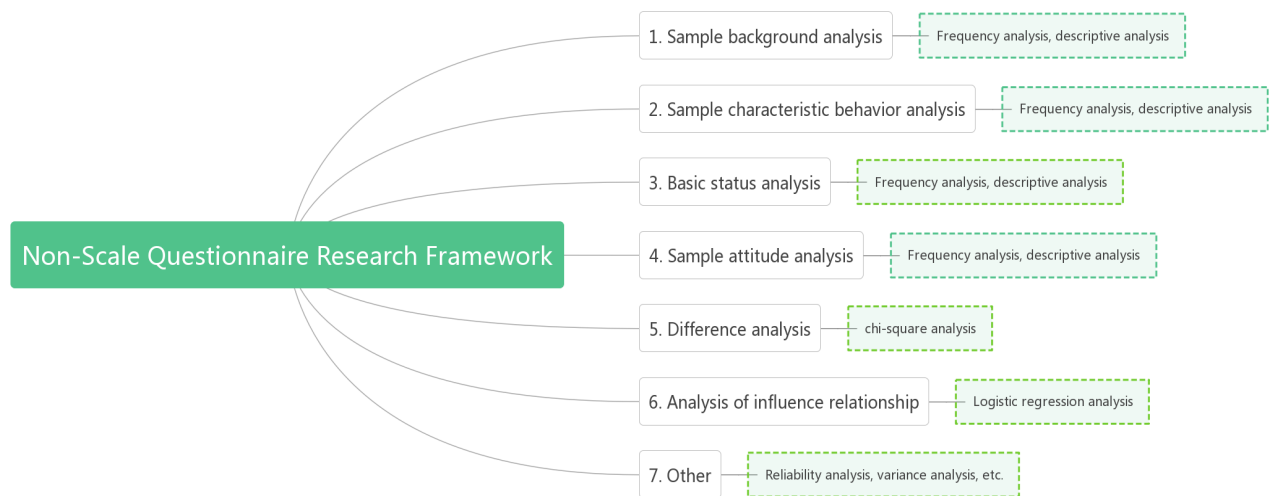 Non-Scale Questionnaire Research Framework
1. Sample background analysis
Frequency analysis, descriptive analysis
2. Sample characteristic behavior analysis
Frequency analysis, descriptive analysis
3. Basic status analysis
Frequency analysis, descriptive analysis
4. Sample attitude analysis
Frequency analysis, descriptive analysis
5. Difference analysis
chi-square analysis
6. Analysis of influence relationship
Logistic regression analysis
7. Other
Reliability analysis, variance analysis, etc.